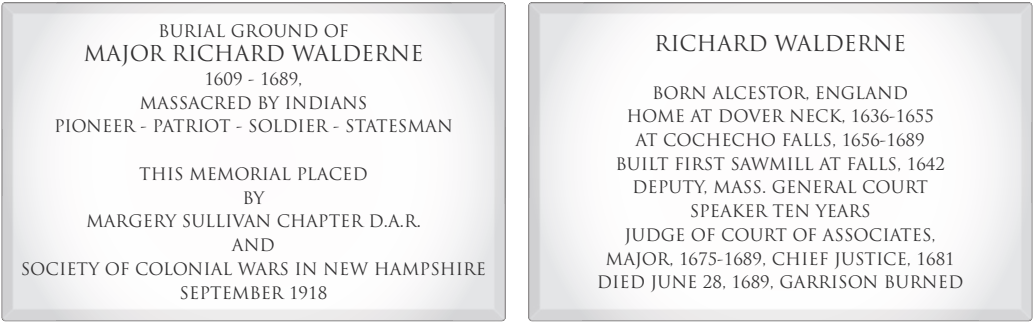 BURIAL GROUND OF
MAJOR RICHARD WALDERNE
1609 - 1689,
MASSACRED BY INDIANS
PIONEER - PATRIOT - SOLDIER - STATESMAN
THIS MEMORIAL PLACED
BY
MARGERY SULLIVAN CHAPTER D.A.R.
AND
SOCIETY OF COLONIAL WARS IN NEW HAMPSHIRE
SEPTEMBER 1918
RICHARD WALDERNE
BORN ALCESTOR, ENGLAND
HOME AT DOVER NECK, 1636-1655
AT COCHECHO FALLS, 1656-1689
BUILT FIRST SAWMILL AT FALLS, 1642
DEPUTY, MASS. GENERAL COURT
SPEAKER TEN YEARS
JUDGE OF COURT OF ASSOCIATES,
MAJOR, 1675-1689, CHIEF JUSTICE, 1681
DIED JUNE 28, 1689, GARRISON BURNED